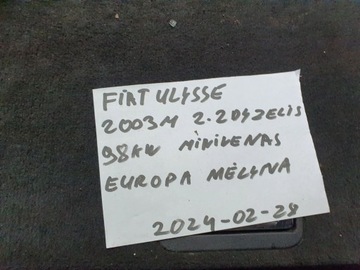 FIAT ULYSSE
2003M 2.2DYZELIS
98KW MINIVENAS
EUROPA MĖLYNA
2024-02-28